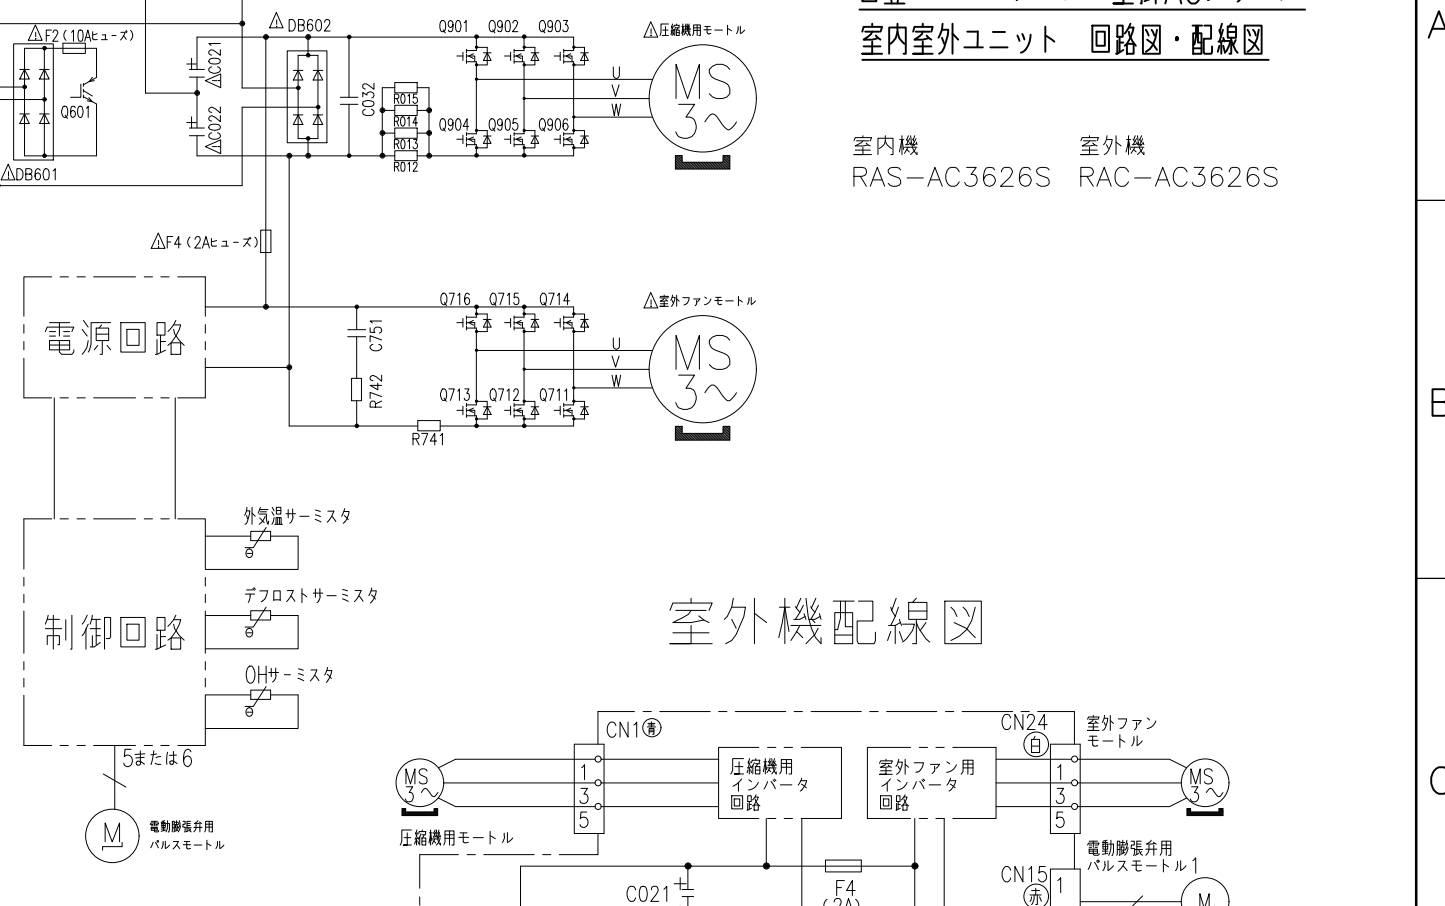 室内室外ユニット 回路図・配線図
室内機 室外機
RAS-AC3626S RAC-AC3626S
F2(10Aヒューズ)
Q601
DB601
C021
C022
DB602
C032
R015
R014
R013
R012
Q901 Q902 Q903
Q904 Q905 Q906
U
V
W
圧縮機用モートル
MS
3～
F4(2Aヒューズ)
電源回路
C751
R742
R741
Q716 Q715 Q714
Q713 Q712 Q711
U
V
W
室外ファンモートル
MS
3～
制御回路
外気温サーミスタ
θ
デフロストサーミスタ
θ
OHサーミスタ
θ
5または6
M
電動膨張弁用
パルスモートル
室外機配線図
CN1 青
1
3
5
MS
3～
圧縮機用モートル
圧縮機用
インバータ
回路
室外ファン用
インバータ
回路
CN24
白
1
3
5
室外ファン
モートル
MS
3～
C021
+
F4
(2A)
CN15
赤
1
電動膨張弁用
パルスモートル1
M
A
B
C